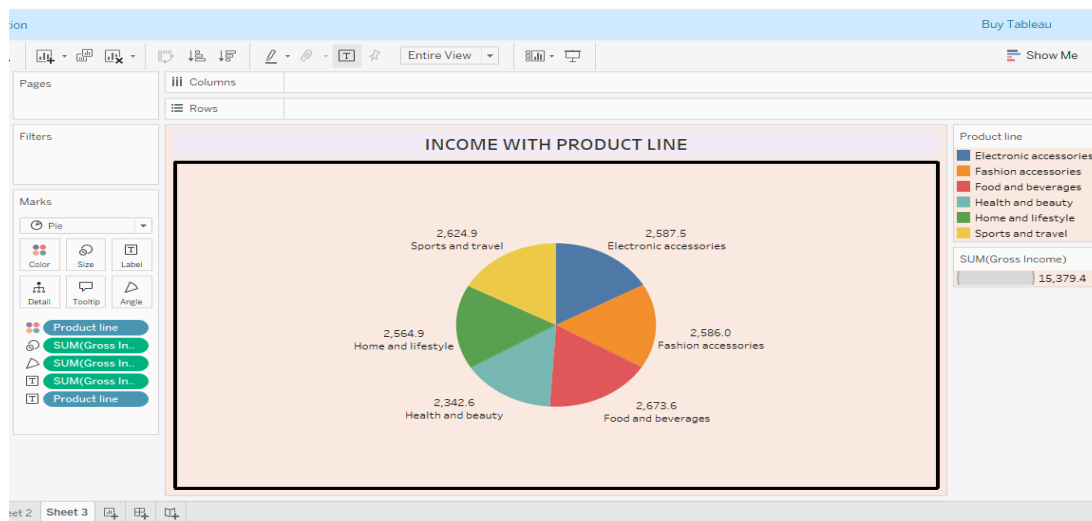 ion
Buy Tableau
Entire View
Show Me
Pages
iii Columns
Rows
Filters
INCOME WITH PRODUCT LINE
Marks
Pie
Color Size Label
Detail Tooltip Angle
Product line
SUM(Gross In..
SUM(Gross In..
SUM(Gross In..
Product line
2,624.9
Sports and travel
2,587.5
Electronic accessories
2,564.9
Home and lifestyle
2,586.0
Fashion accessories
2,342.6
Health and beauty
2,673.6
Food and beverages
Product line
Electronic accessories
Fashion accessories
Food and beverages
Health and beauty
Home and lifestyle
Sports and travel
SUM(Gross Income)
15,379.4
eet 2 Sheet 3